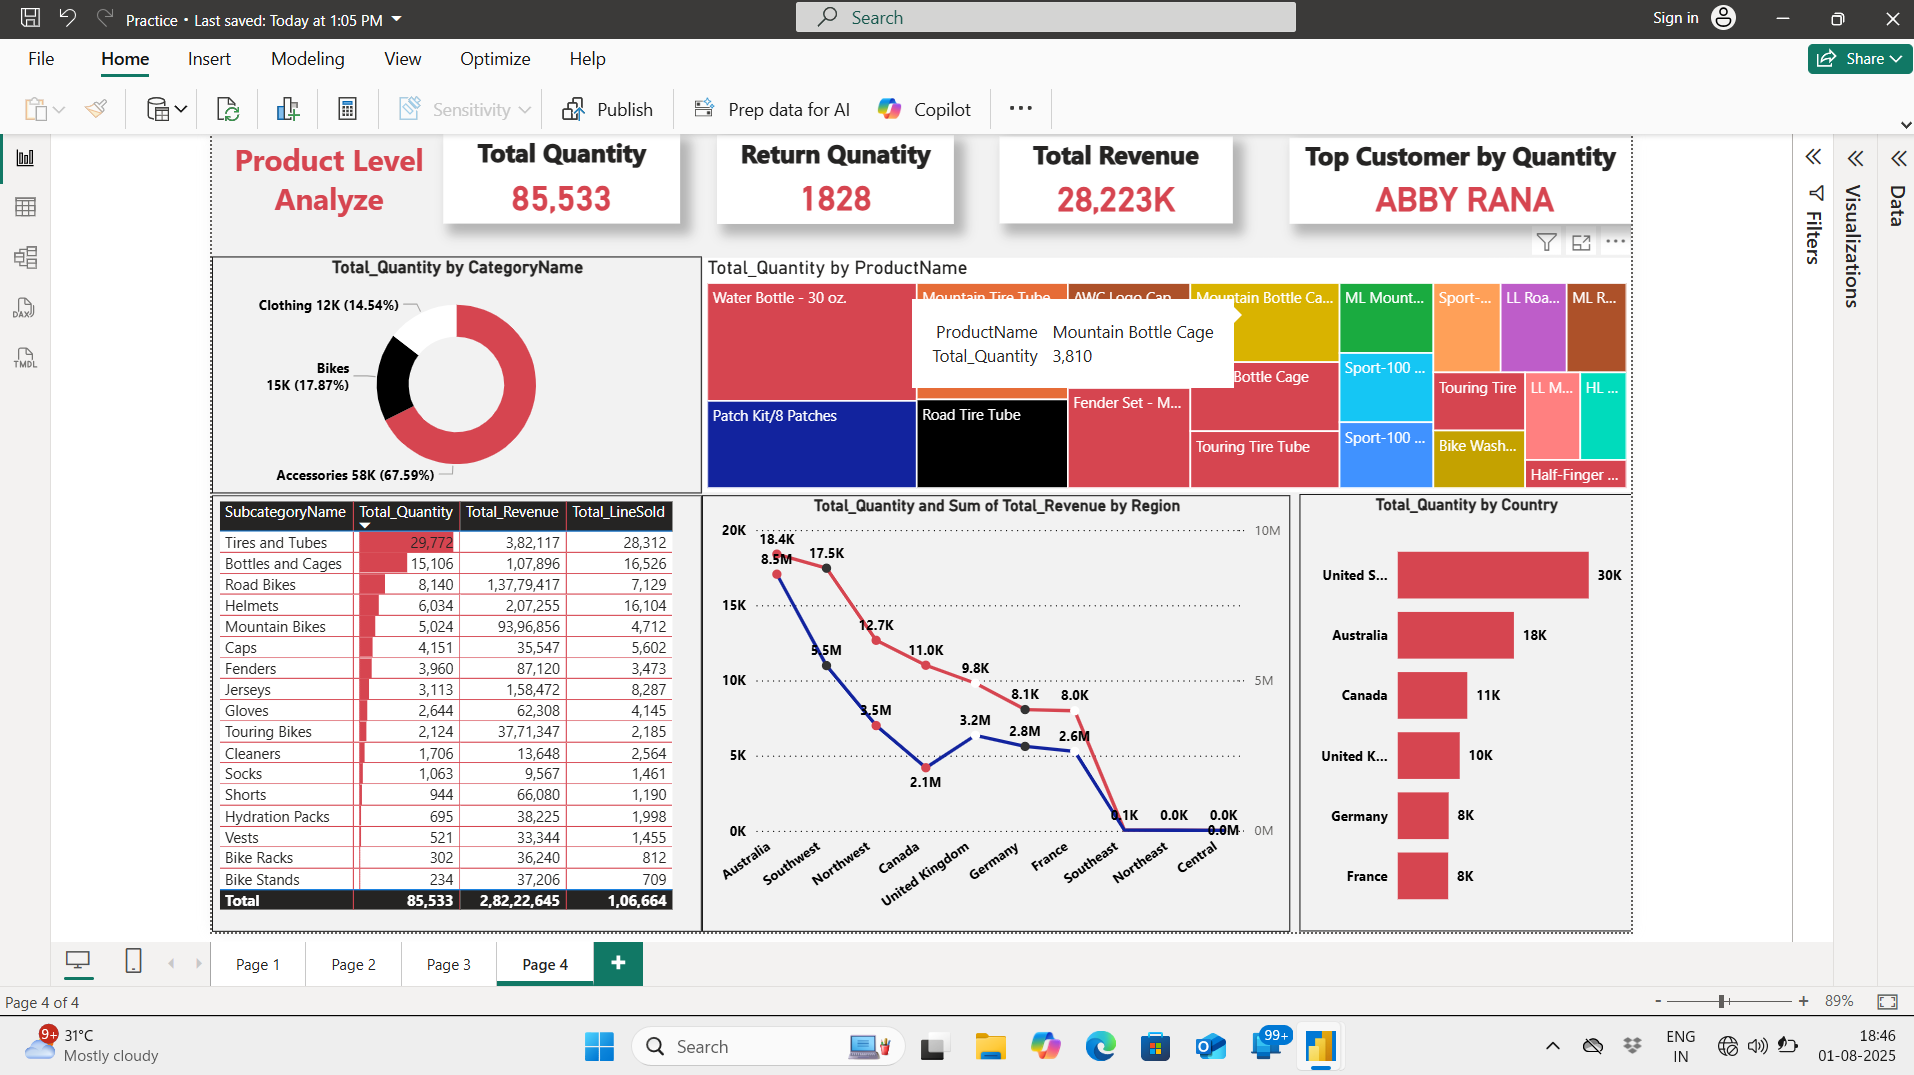 Practice • Last saved: Today at 1:05 PM
Search
Sign in
File
Home
Insert
Modeling
View
Optimize
Help
Share
Sensitivity
Publish
Prep data for AI
Copilot
DAX
TMDL
Product Level
Analyze
Total Quantity
85,533
Return Qunatity
1828
Total Revenue
28,223K
Top Customer by Quantity
ABBY RANA
Filters
Visualizations
Data
Total_Quantity by CategoryName
Clothing 12K (14.54%)
Bikes
15K (17.87%)
Accessories 58K (67.59%)
Total_Quantity by ProductName
Water Bottle - 30 oz.
Mountain Tire Tube
AWC Logo Cap
Mountain Bottle Ca...
ML Mount...
Sport-...
LL Roa...
ML R...
ProductName Mountain Bottle Cage
Total_Quantity 3,810
Sport-100 ...
Bottle Cage
Touring Tire
LL M...
HL ...
Patch Kit/8 Patches
Road Tire Tube
Fender Set - M...
Touring Tire Tube
Sport-100 ...
Bike Wash...
Half-Finger ...
SubcategoryName Total_Quantity Total_Revenue Total_LineSold
Tires and Tubes 29,772 3,82,117 28,312
Bottles and Cages 15,106 1,07,896 16,526
Road Bikes 8,140 1,37,79,417 7,129
Helmets 6,034 2,07,255 16,104
Mountain Bikes 5,024 93,96,856 4,712
Caps 4,151 35,547 5,602
Fenders 3,960 87,120 3,473
Jerseys 3,113 1,58,472 8,287
Gloves 2,644 62,308 4,145
Touring Bikes 2,124 37,71,347 2,185
Cleaners 1,706 13,648 2,564
Socks 1,063 9,567 1,461
Shorts 944 66,080 1,190
Hydration Packs 695 38,225 1,998
Vests 521 33,344 1,455
Bike Racks 302 36,240 812
Bike Stands 234 37,206 709
Total 85,533 2,82,22,645 1,06,664
Total_Quantity and Sum of Total_Revenue by Region
20K
15K
10K
5K
0K
10M
5M
0M
18.4K
17.5K
12.7K
11.0K
9.8K
8.1K
8.0K
0.1K
0.0K
0.0K
8.5M
5.5M
3.5M
2.1M
3.2M
2.8M
2.6M
0.0M
Australia
Southwest
Northwest
Canada
United Kingdom
Germany
France
Southeast
Northeast
Central
Total_Quantity by Country
United S... 30K
Australia 18K
Canada 11K
United K... 10K
Germany 8K
France 8K
Page 1
Page 2
Page 3
Page 4
+
Page 4 of 4
- + 89%
9+
31°C
Mostly cloudy
Search
99+
ENG
IN
18:46
01-08-2025